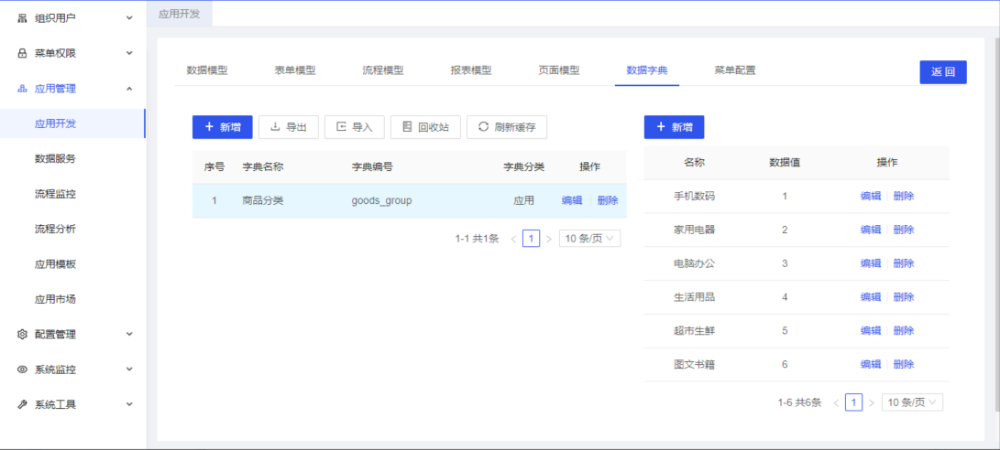 组织用户
菜单权限
应用管理
应用开发
数据服务
流程监控
流程分析
应用模板
应用市场
配置管理
系统监控
系统工具
应用开发
数据模型 表单模型 流程模型 报表模型 页面模型 数据字典 菜单配置 返回
+ 新增 导出 导入 回收站 刷新缓存
序号 字典名称 字典编号 字典分类 操作
1 商品分类 goods_group 应用 编辑 删除
1-1 共1条 < 1 > 10 条/页
+ 新增
名称 数据值 操作
手机数码 1 编辑 删除
家用电器 2 编辑 删除
电脑办公 3 编辑 删除
生活用品 4 编辑 删除
超市生鲜 5 编辑 删除
图文书籍 6 编辑 删除
1-6 共6条 < 1 > 10 条/页